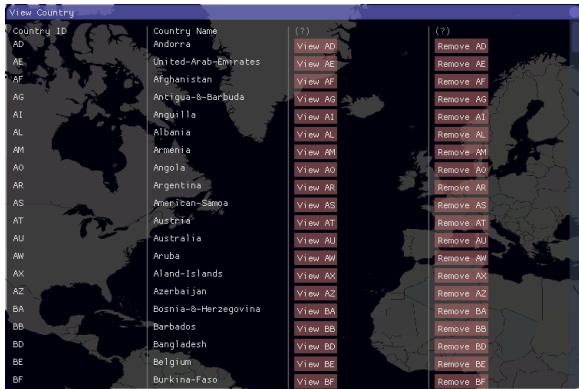 View Country
Country ID Country Name (?) (?)
AD Andorra View AD Remove AD
AE United-Arab-Emirates View AE Remove AE
AF Afghanistan View AF Remove AF
AG Antigua-&-Barbuda View AG Remove AG
AI Anguilla View AI Remove AI
AL Albania View AL Remove AL
AM Armenia View AM Remove AM
AO Angola View AO Remove AO
AR Argentina View AR Remove AR
AS American-Samoa View AS Remove AS
AT Austria View AT Remove AT
AU Australia View AU Remove AU
AW Aruba View AW Remove AW
AX Aland-Islands View AX Remove AX
AZ Azerbaijan View AZ Remove AZ
BA Bosnia-&-Herzegovina View BA Remove BA
BB Barbados View BB Remove BB
BD Bangladesh View BD Remove BD
BE Belgium View BE Remove BE
BF Burkina-Faso View BF Remove BF